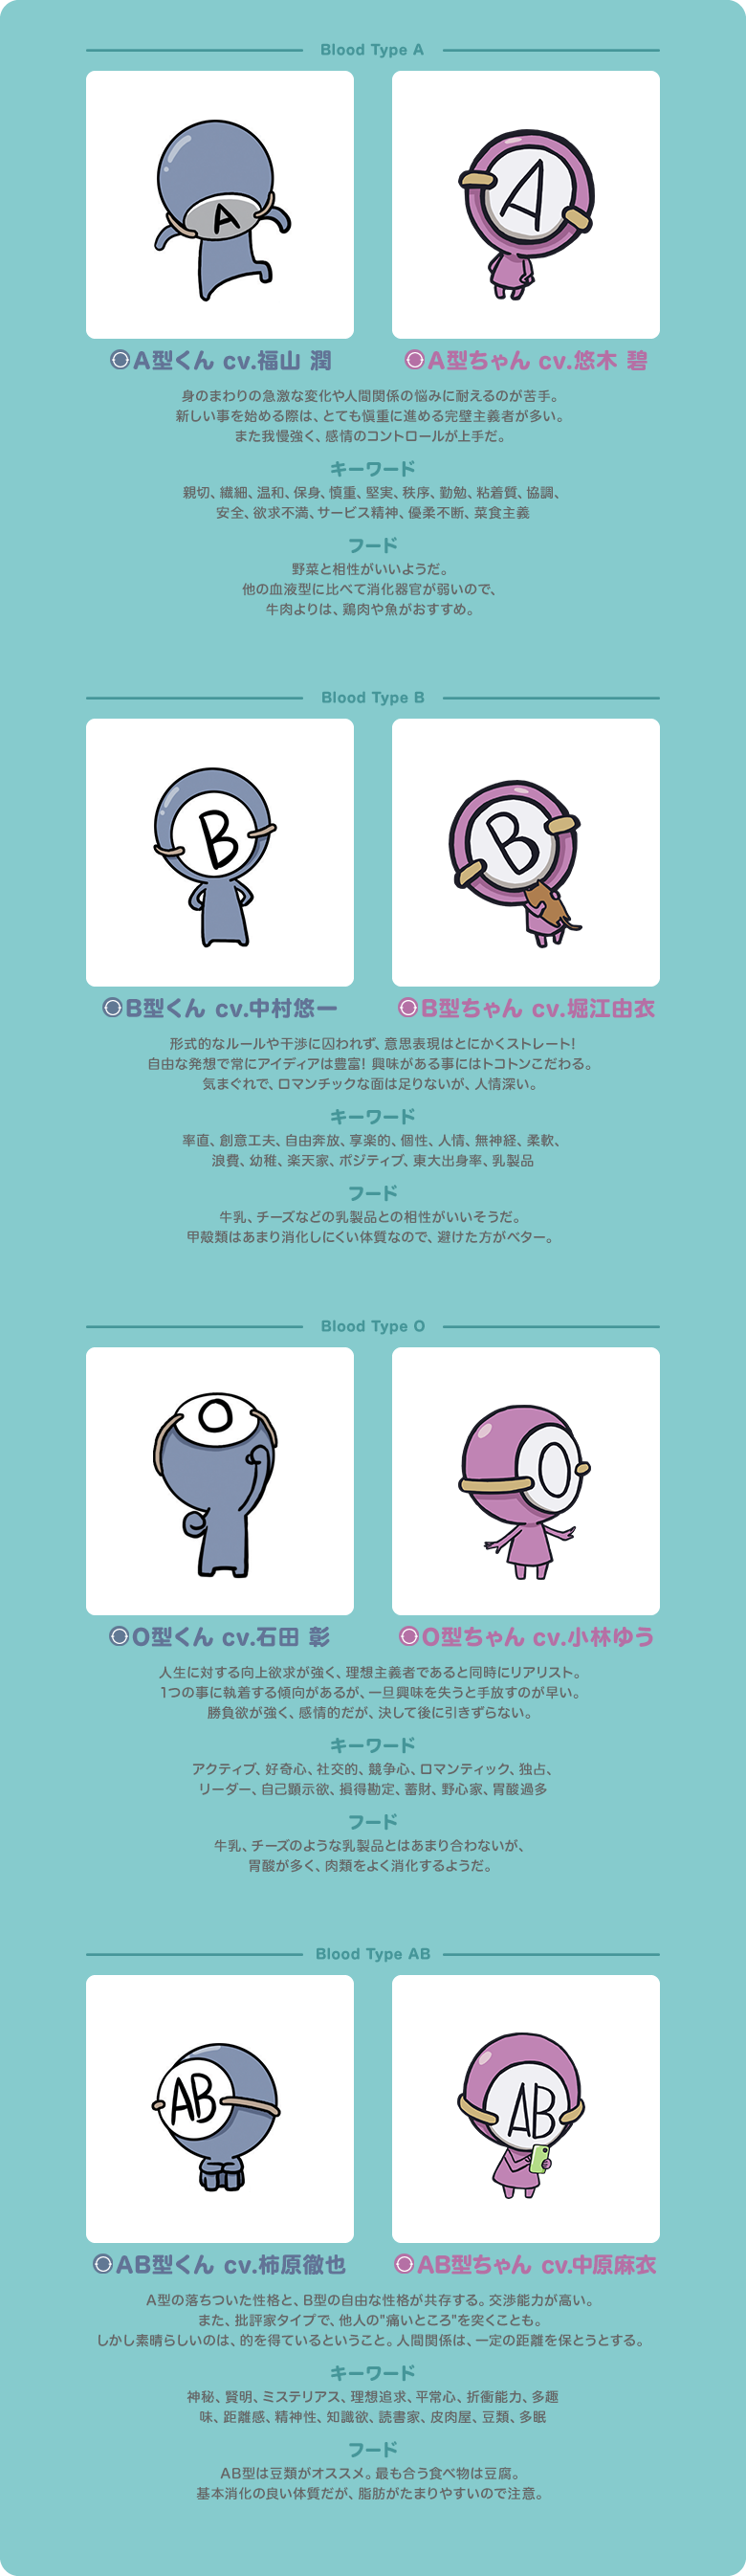 Blood Type A
A
A
A型くん cv.福山 潤
A型ちゃん cv.悠木 碧
身のまわりの急激な変化や人間関係の悩みに耐えるのが苦手。
新しい事を始める際は、とても慎重に進める完璧主義者が多い。
また我慢強く、感情のコントロールが上手だ。
キーワード
親切、繊細、温和、保身、慎重、堅実、秩序、勤勉、粘着質、協調、
安全、欲求不満、サービス精神、優柔不断、菜食主義
フード
野菜と相性がいいようだ。
他の血液型に比べて消化器官が弱いので、
牛肉よりは、鶏肉や魚がおすすめ。
Blood Type B
B
B
B型くん cv.中村悠一
B型ちゃん cv.堀江由衣
形式的なルールや干渉に囚われず、意思表現はとにかくストレート!
自由な発想で常にアイディアは豊富! 興味がある事にはトコトンこだわる。
気まぐれで、ロマンチックな面は足りないが、人情深い。
キーワード
率直、創意工夫、自由奔放、享楽的、個性、人情、無神経、柔軟、
浪費、幼稚、楽天家、ポジティブ、東大出身率、乳製品
フード
牛乳、チーズなどの乳製品との相性がいいそうだ。
甲殻類はあまり消化しにくい体質なので、避けた方がベター。
Blood Type O
O
O
O型くん cv.石田 彰
O型ちゃん cv.小林ゆう
人生に対する向上欲求が強く、理想主義者であると同時にリアリスト。
1つの事に執着する傾向があるが、一旦興味を失うと手放すのが早い。
勝負欲が強く、感情的だが、決して後に引きずらない。
キーワード
アクティブ、好奇心、社交的、競争心、ロマンティック、独占、
リーダー、自己顕示欲、損得勘定、蓄財、野心家、胃酸過多
フード
牛乳、チーズのような乳製品とはあまり合わないが、
胃酸が多く、肉類をよく消化するようだ。
Blood Type AB
AB
AB
AB型くん cv.柿原徹也
AB型ちゃん cv.中原麻衣
A型の落ちついた性格と、B型の自由な性格が共存する。交渉能力が高い。
また、批評家タイプで、他人の"痛いところ"を突くことも。
しかし素晴らしいのは、的を得ているということ。人間関係は、一定の距離を保とうとする。
キーワード
神秘、賢明、ミステリアス、理想追求、平常心、折衝能力、多趣
味、距離感、精神性、知識欲、読書家、皮肉屋、豆類、多眠
フード
AB型は豆類がオススメ。最も合う食べ物は豆腐。
基本消化の良い体質だが、脂肪がたまりやすいので注意。